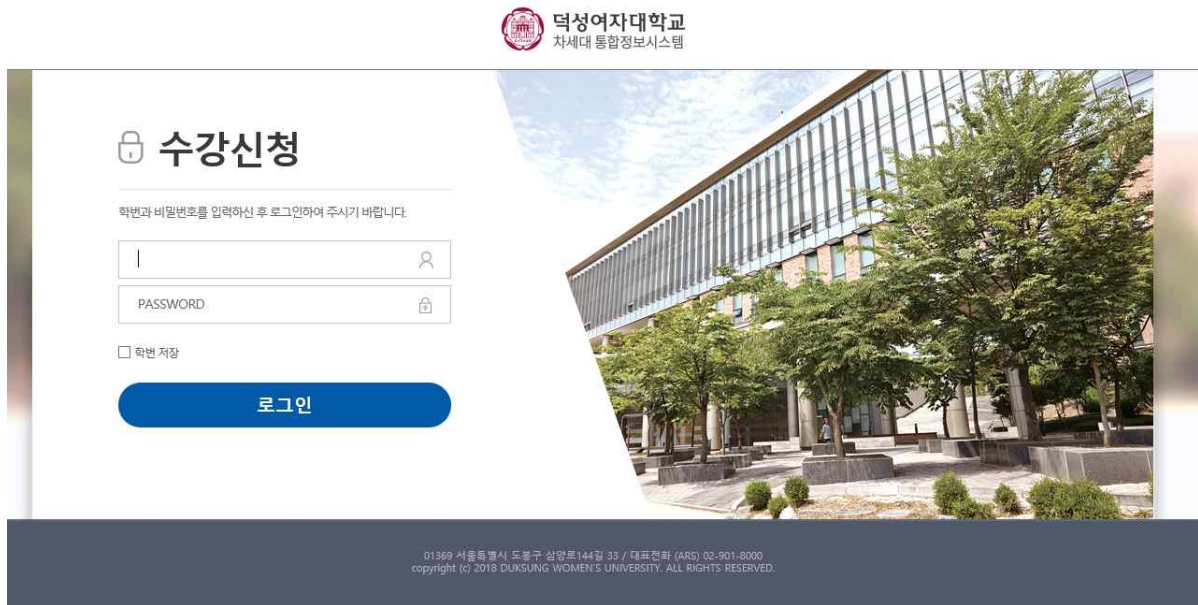 덕성여자대학교
차세대 통합정보시스템
수강신청
학번과 비밀번호를 입력하신 후 로그인하여 주시기 바랍니다.
PASSWORD
학번 저장
로그인
01369 서울특별시 도봉구 삼양로144길 33 / 대표전화 (ARS) 02-901-8000
copyright (c) 2018 DUKSUNG WOMEN'S UNIVERSITY. ALL RIGHTS RESERVED.